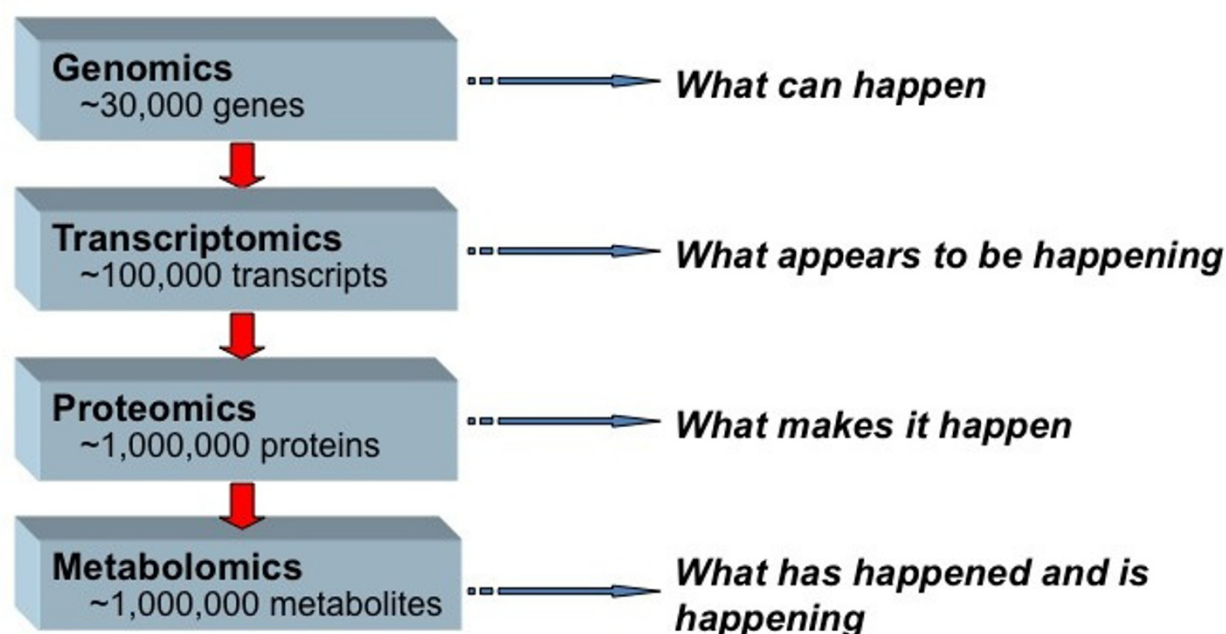 Genomics
~30,000 genes
What can happen
Transcriptomics
~100,000 transcripts
What appears to be happening
Proteomics
~1,000,000 proteins
What makes it happen
Metabolomics
~1,000,000 metabolites
What has happened and is
happening